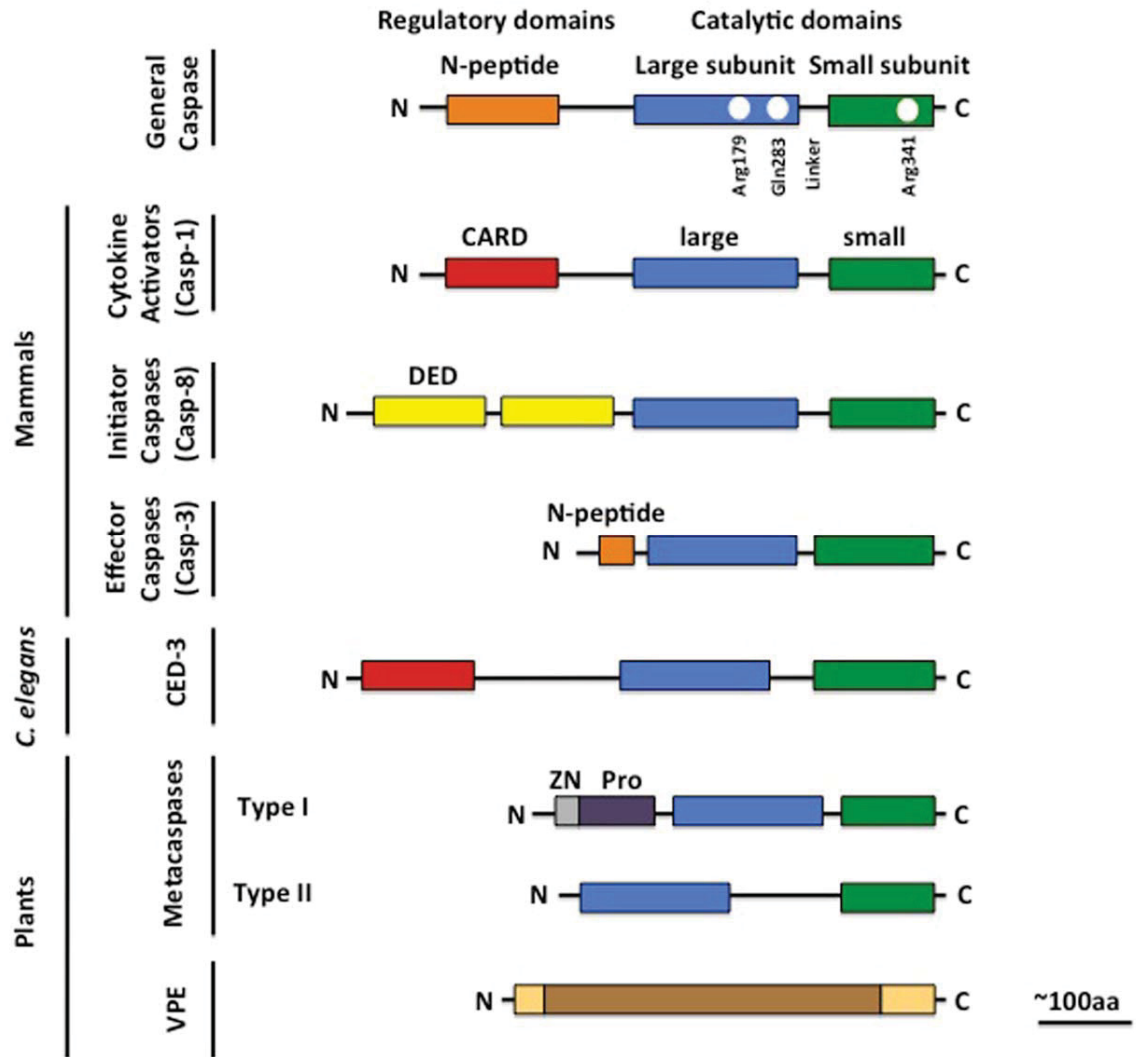 Regulatory domains Catalytic domains
N-peptide Large subunit Small subunit
General
Caspase
N C
Arg179
Gln283
Linker
Arg341
Mammals
Cytokine
Activators
(Casp-1)
CARD large small
N C
Initiator
Caspases
(Casp-8)
DED
N C
Effector
Caspases
(Casp-3)
N-peptide
N C
C. elegans
CED-3
N C
Plants
Metacaspases
ZN Pro
Type I
N C
Type II
N C
VPE
N C
~100aa